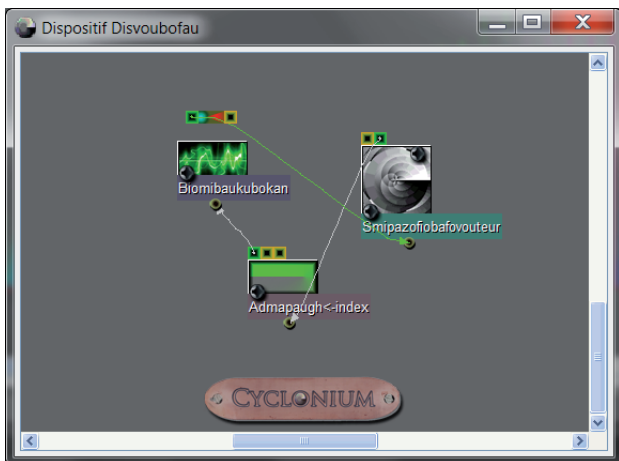 Dispositif Disvoubofau
Biomibaukubokan
Smipazofiobafovouteur
Admapaugh<-index
CYCLONIUM